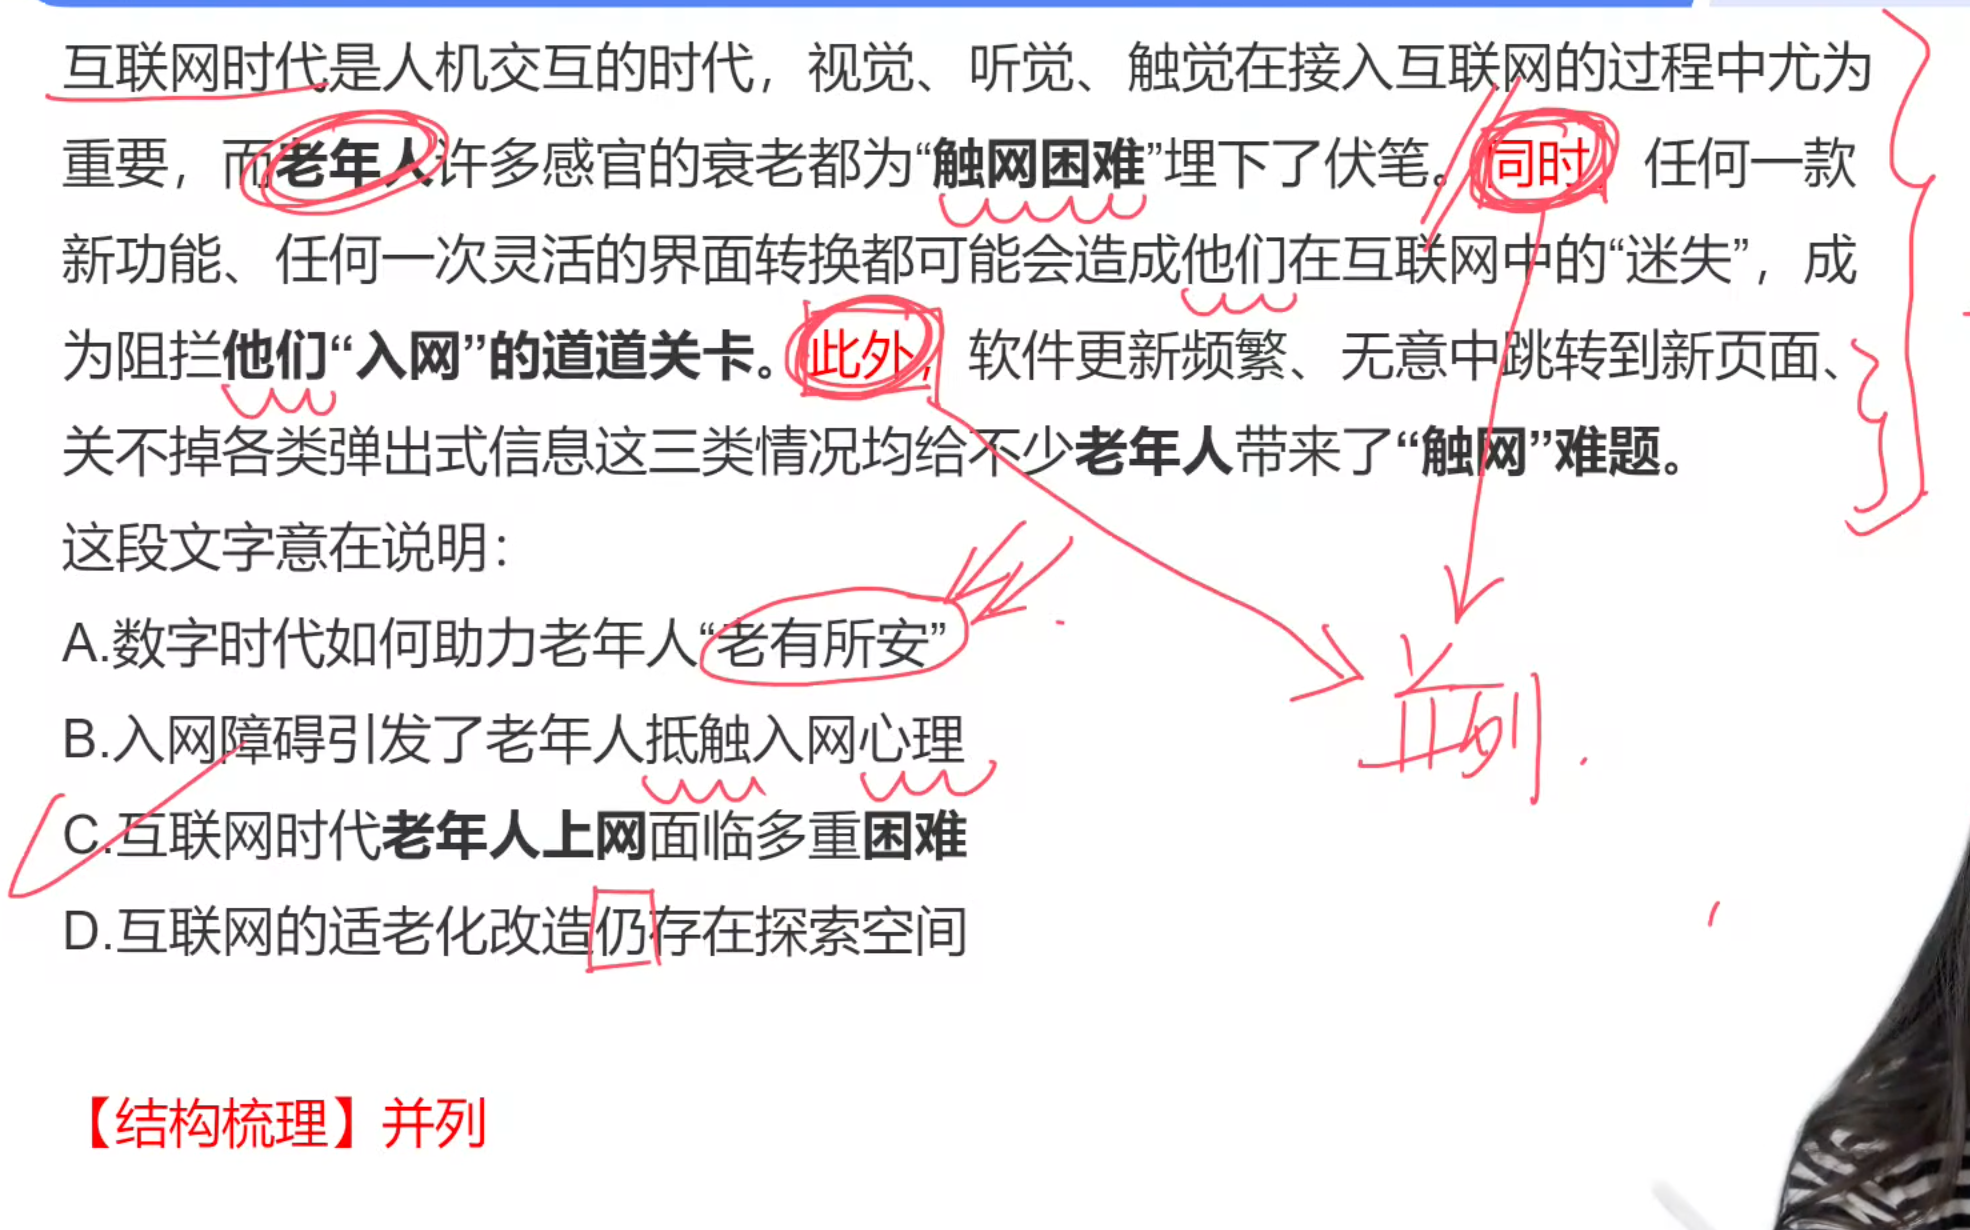 互联网时代是人机交互的时代，视觉、听觉、触觉在接入互联网的过程中尤为
重要，而老年人许多感官的衰老都为“触网困难”埋下了伏笔。同时，任何一款
新功能、任何一次灵活的界面转换都可能会造成他们在互联网中的“迷失”，成
为阻拦他们“入网”的道道关卡。此外，软件更新频繁、无意中跳转到新页面、
关不掉各类弹出式信息这三类情况均给不少老年人带来了“触网”难题。
这段文字意在说明：
A.数字时代如何助力老年人“老有所安”
B.入网障碍引发了老年人抵触入网心理
并列
C.互联网时代老年人上网面临多重困难
D.互联网的适老化改造仍存在探索空间
【结构梳理】并列